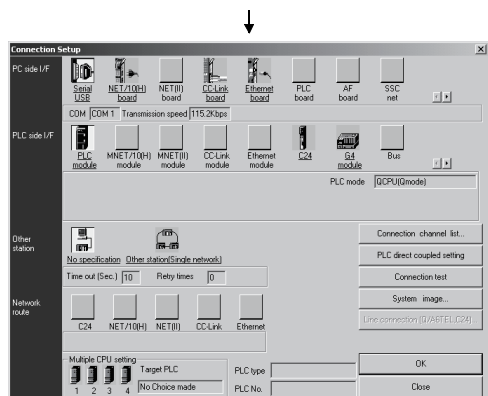 Connection Setup
PC side I/F
Serial USB
NET/10(H) board
NET(II) board
CC-Link board
Ethernet board
PLC board
AF board
SSC net
COM COM 1 Transmission speed 115.2Kbps
PLC side I/F
PLC module
MNET/10(H) module
MNET(II) module
CC-Link module
Ethernet module
C24
G4 module
Bus
PLC mode QCPU(Qmode)
Other station
No specification Other station(Single network)
Time out (Sec.) 10 Retry times 0
Connection channel list...
PLC direct coupled setting
Connection test
System image...
Line connection (Q/A6TEL,C24)...
Network route
C24 NET/10(H) NET(II) CC-Link Ethernet
Multiple CPU setting
1 2 3 4
Target PLC
No Choice made
PLC type
PLC No.
OK
Close